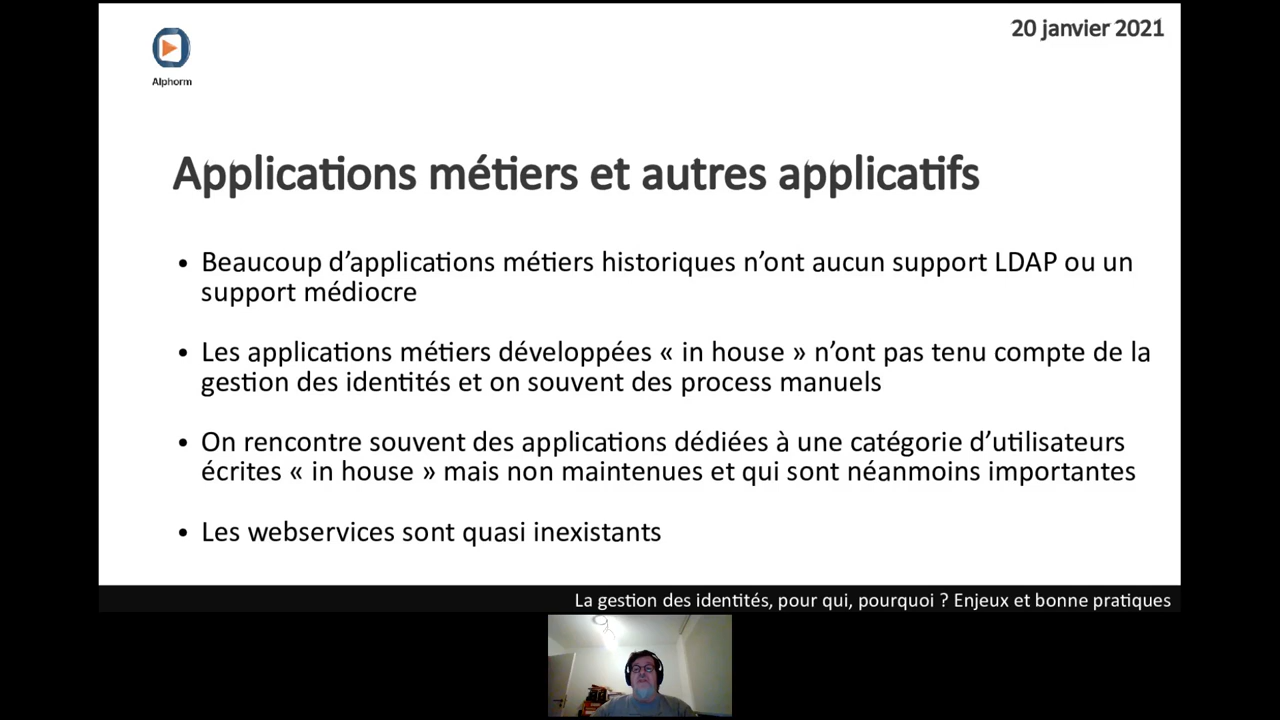 20 janvier 2021
Alphorm
Applications métiers et autres applicatifs
• Beaucoup d’applications métiers historiques n’ont aucun support LDAP ou un
support médiocre
• Les applications métiers développées « in house » n’ont pas tenu compte de la
gestion des identités et on souvent des process manuels
• On rencontre souvent des applications dédiées à une catégorie d’utilisateurs
écrites « in house » mais non maintenues et qui sont néanmoins importantes
• Les webservices sont quasi inexistants
La gestion des identités, pour qui, pourquoi ? Enjeux et bonne pratiques